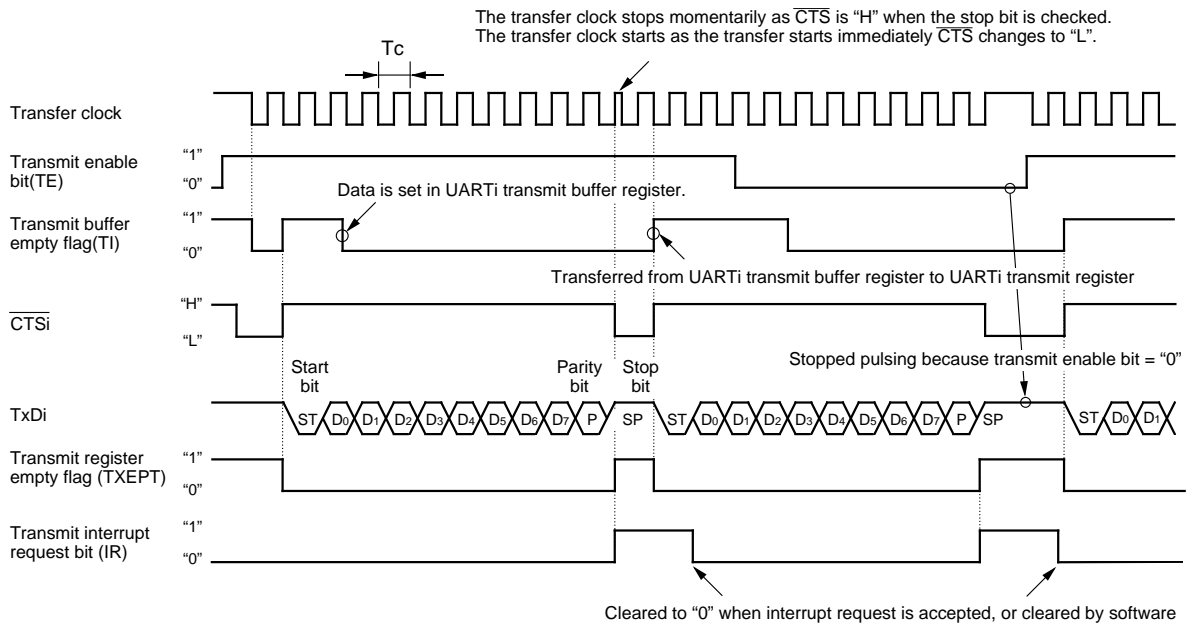 The transfer clock stops momentarily as CTS is “H” when the stop bit is checked.
The transfer clock starts as the transfer starts immediately CTS changes to “L”.
Tc
Transfer clock
Transmit enable
bit(TE)
“1”
“0”
Data is set in UARTi transmit buffer register.
Transmit buffer
empty flag(TI)
“1”
“0”
Transferred from UARTi transmit buffer register to UARTi transmit register
CTSi
“H”
“L”
Stopped pulsing because transmit enable bit = “0”
Start
bit
Parity
bit
Stop
bit
TxDi
ST D0 D1 D2 D3 D4 D5 D6 D7 P SP ST D0 D1 D2 D3 D4 D5 D6 D7 P SP ST D0 D1
Transmit register
empty flag (TXEPT)
“1”
“0”
Transmit interrupt
request bit (IR)
“1”
“0”
Cleared to “0” when interrupt request is accepted, or cleared by software